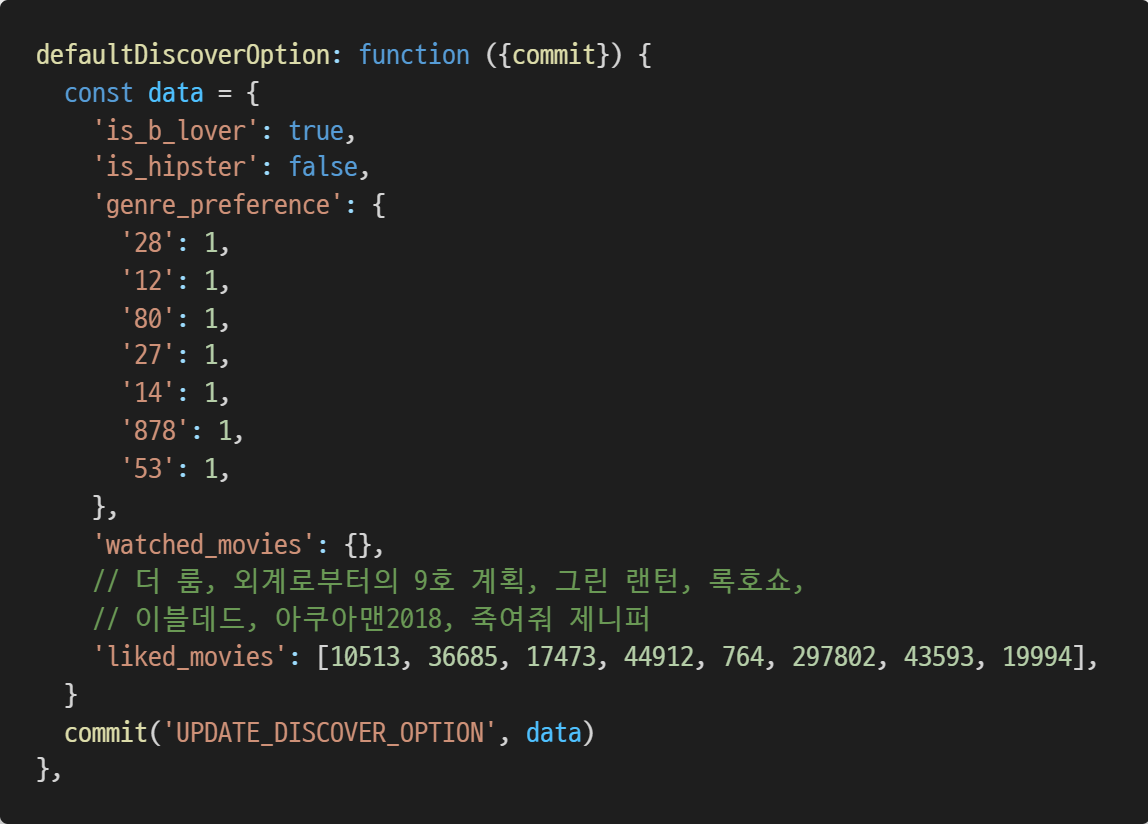 defaultDiscoverOption: function ({commit}) {
  const data = {
    'is_b_lover': true,
    'is_hipster': false,
    'genre_preference': {
      '28': 1,
      '12': 1,
      '80': 1,
      '27': 1,
      '14': 1,
      '878': 1,
      '53': 1,
    },
    'watched_movies': {},
    // 더 룸, 외계로부터의 9호 계획, 그린 랜턴, 록호쇼,
    // 이블데드, 아쿠아맨2018, 죽여줘 제니퍼
    'liked_movies': [10513, 36685, 17473, 44912, 764, 297802, 43593, 19994],
  }
  commit('UPDATE_DISCOVER_OPTION', data)
},